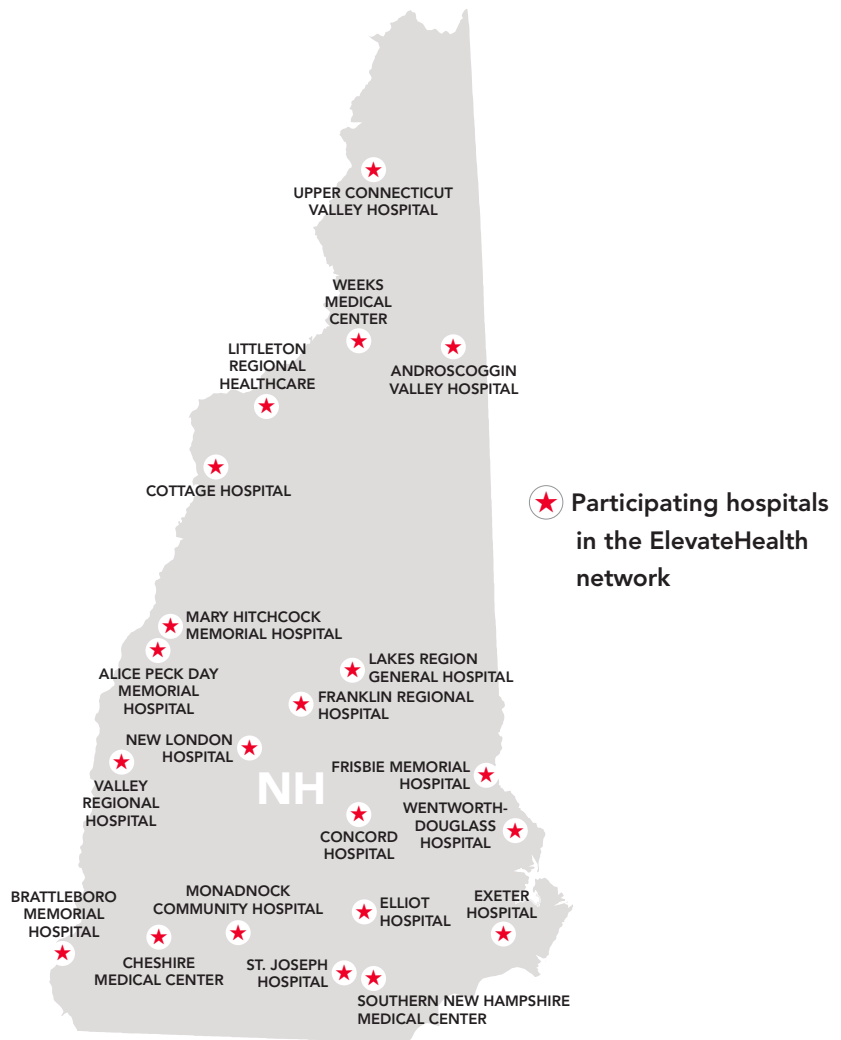 UPPER CONNECTICUT
VALLEY HOSPITAL
WEEKS
MEDICAL
CENTER
LITTLETON
REGIONAL
HEALTHCARE
ANDROSCOGGIN
VALLEY HOSPITAL
COTTAGE HOSPITAL
Participating hospitals
in the ElevateHealth
network
MARY HITCHCOCK
MEMORIAL HOSPITAL
ALICE PECK DAY
MEMORIAL
HOSPITAL
LAKES REGION
GENERAL HOSPITAL
FRANKLIN REGIONAL
HOSPITAL
NEW LONDON
HOSPITAL
VALLEY
REGIONAL
HOSPITAL
NH
FRISBIE MEMORIAL
HOSPITAL
WENTWORTH-
DOUGLASS
HOSPITAL
CONCORD
HOSPITAL
BRATTLEBORO
MEMORIAL
HOSPITAL
MONADNOCK
COMMUNITY HOSPITAL
ELLIOT
HOSPITAL
EXETER
HOSPITAL
CHESHIRE
MEDICAL CENTER
ST. JOSEPH
HOSPITAL
SOUTHERN NEW HAMPSHIRE
MEDICAL CENTER